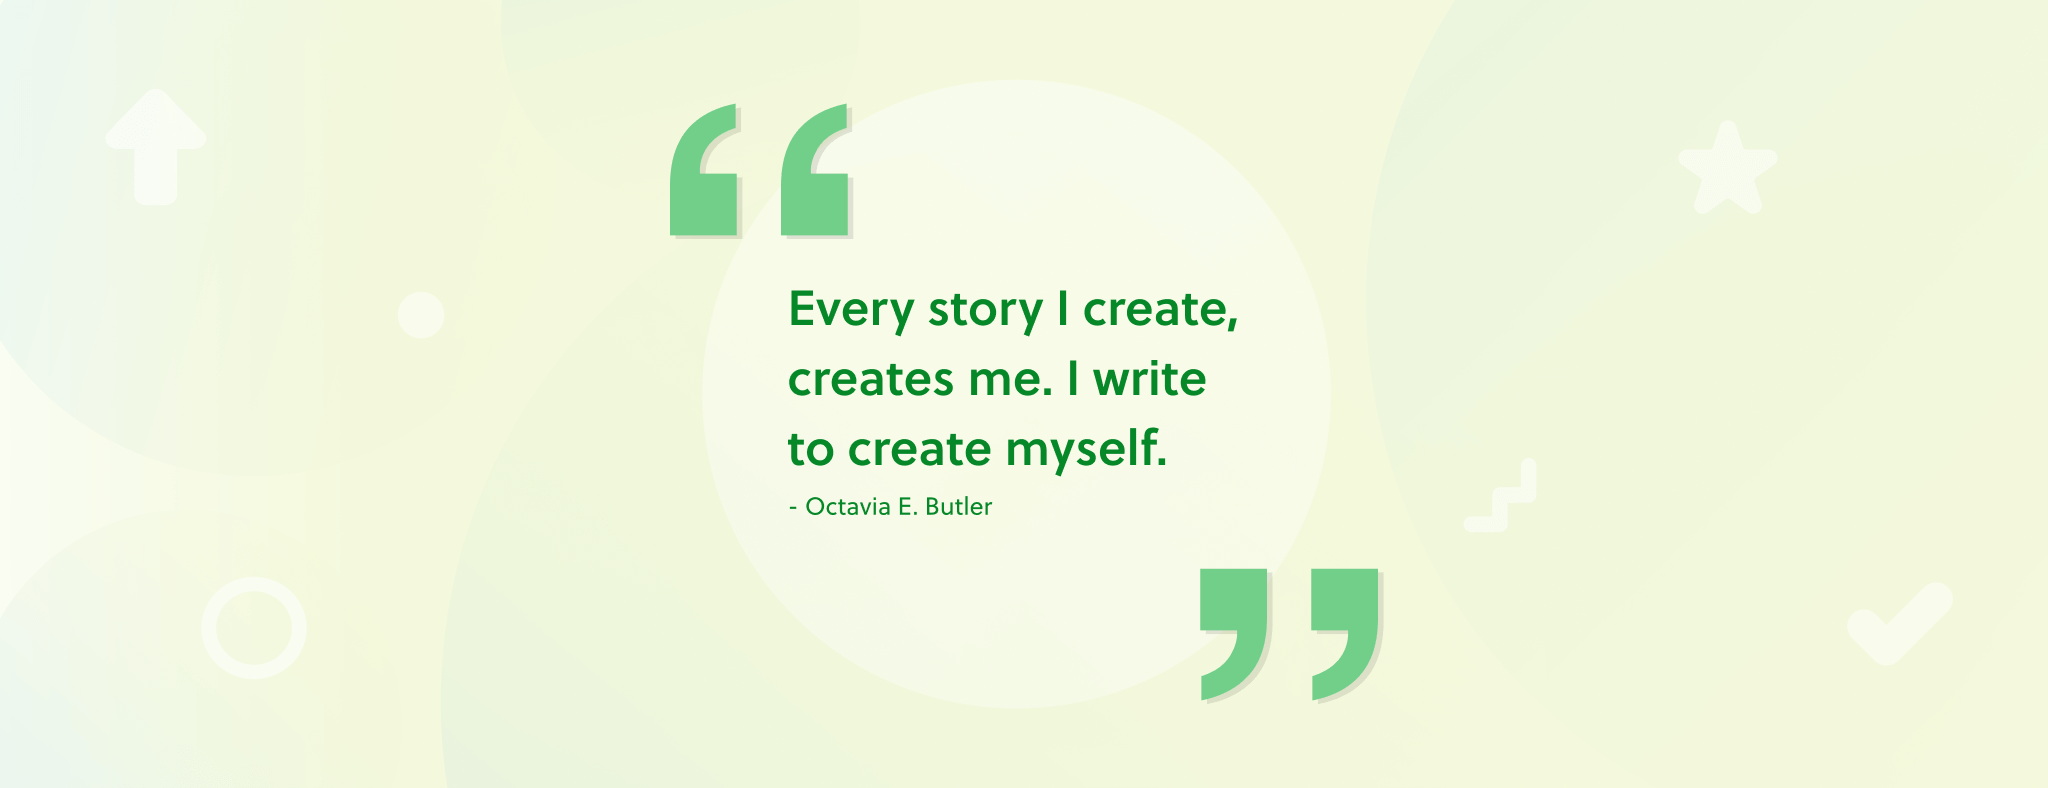 Every story I create,
creates me. I write
to create myself.
- Octavia E. Butler